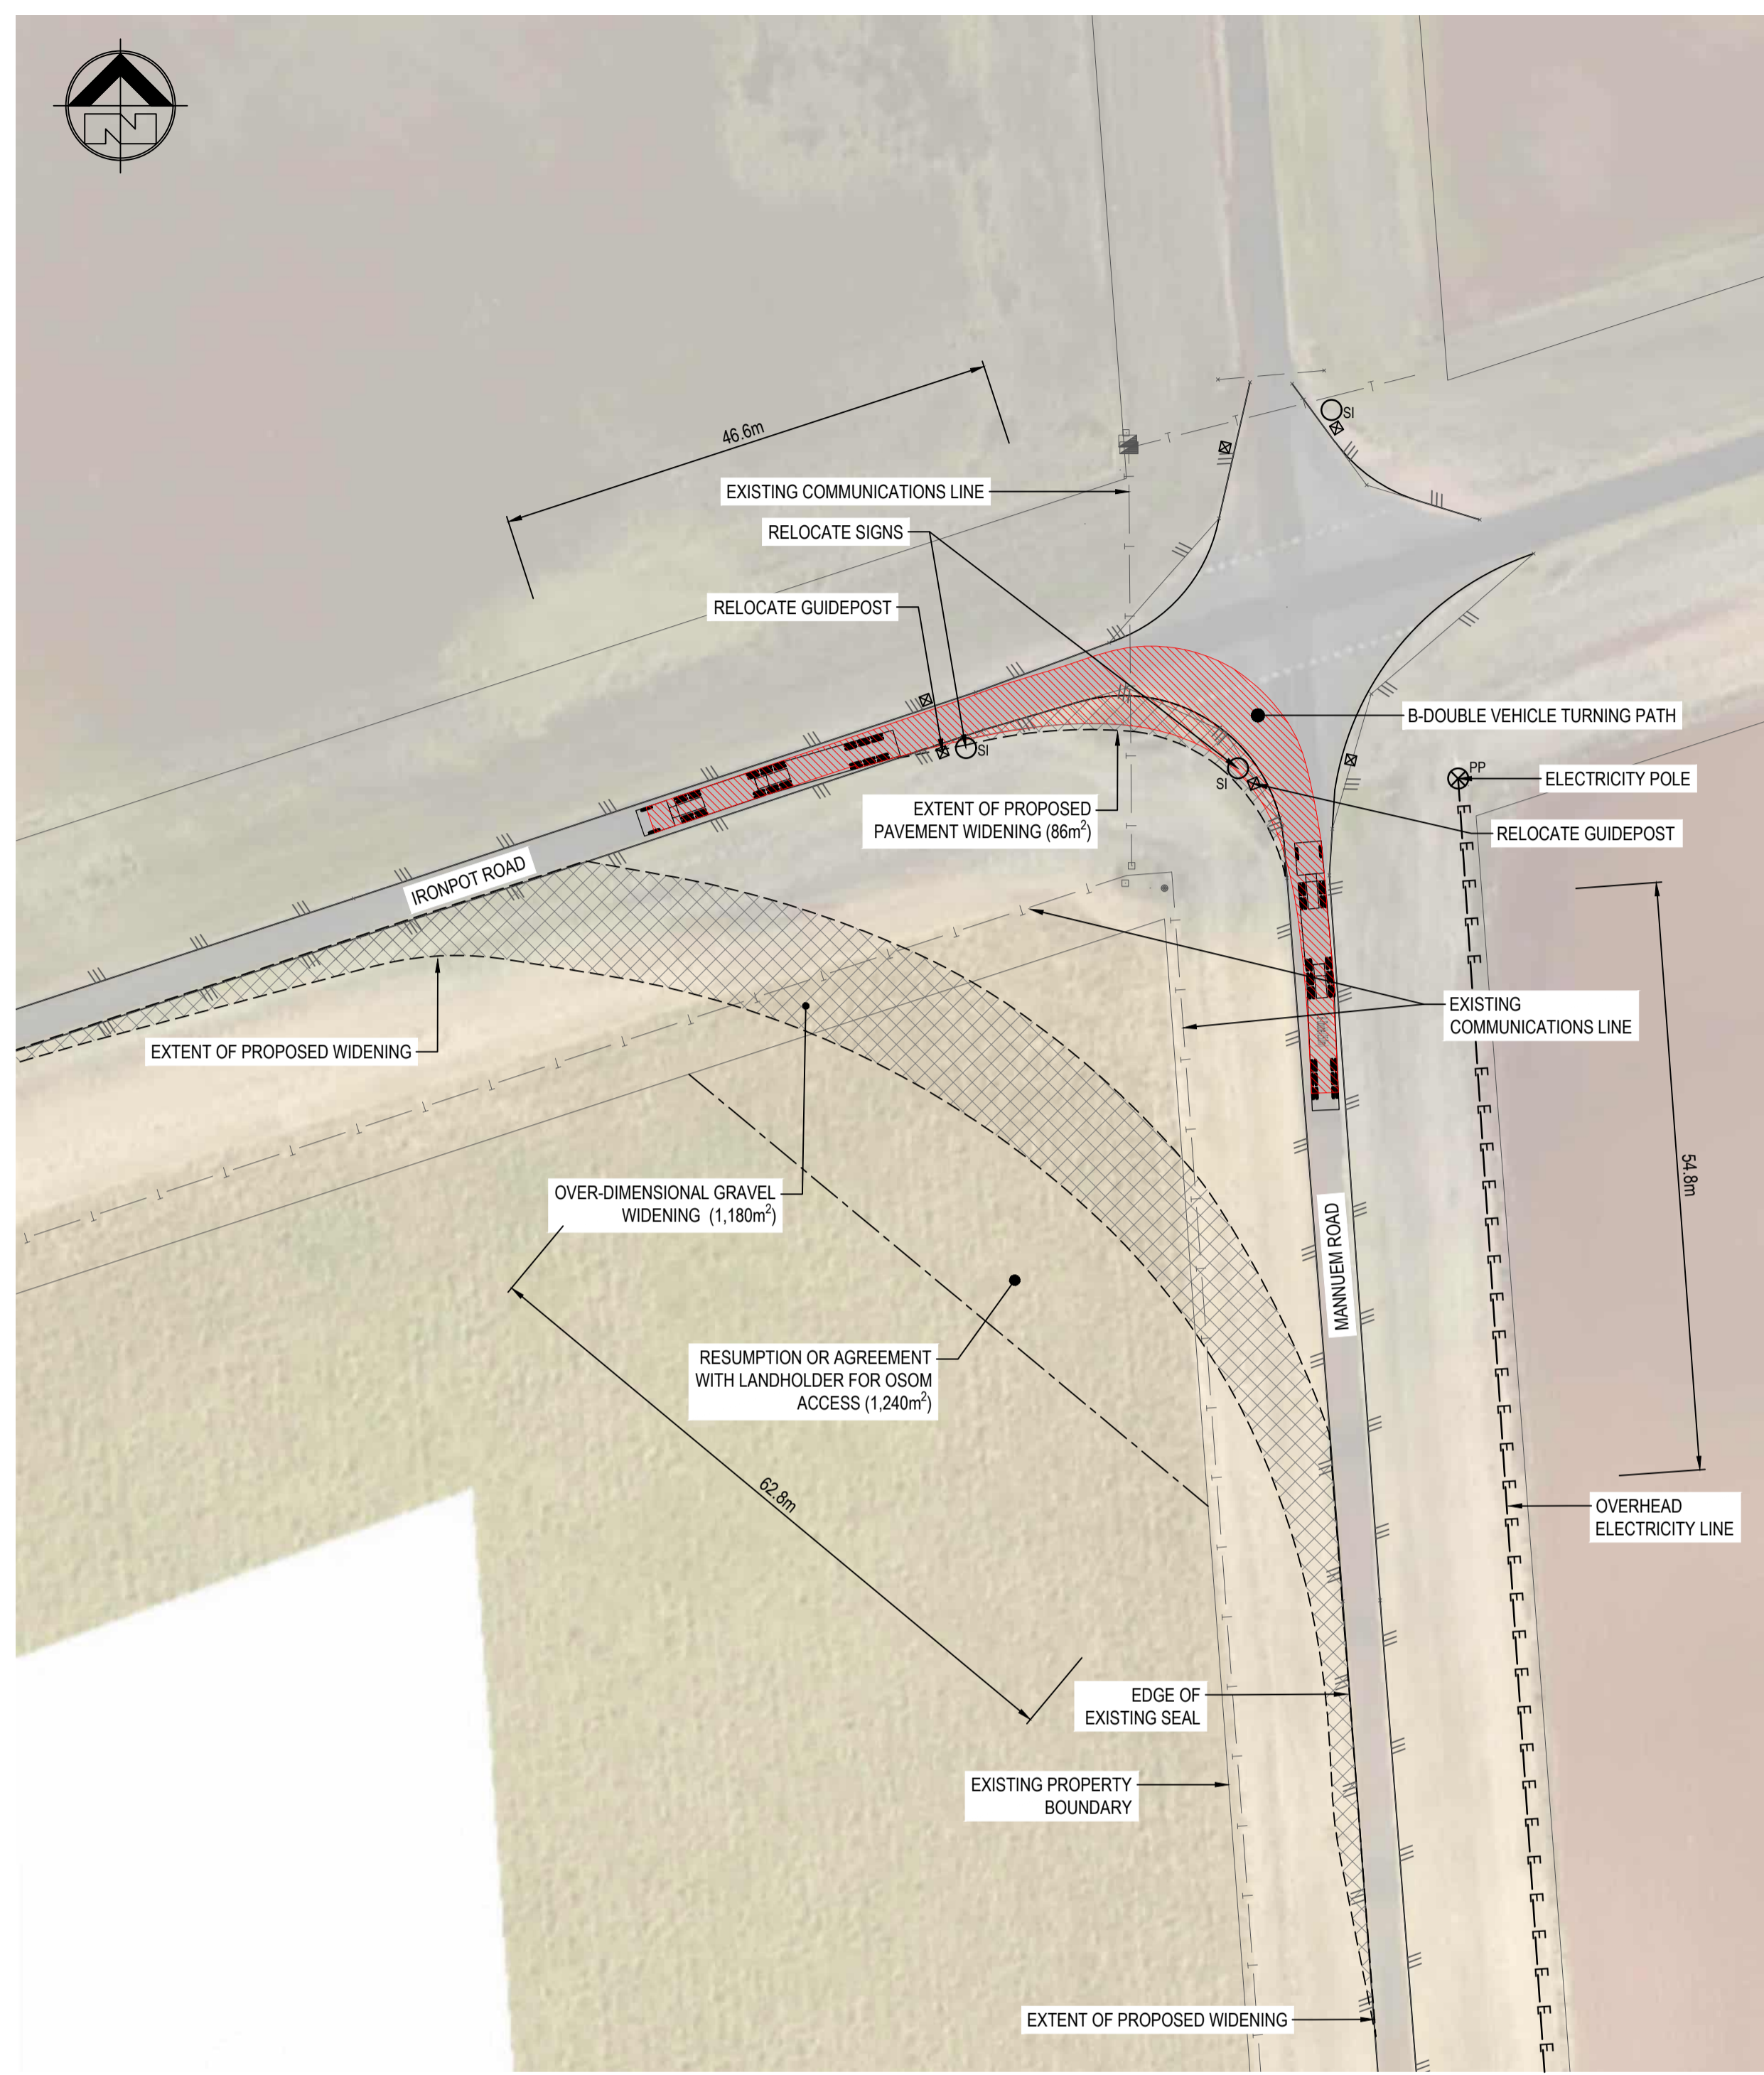 N
46.6m
EXISTING COMMUNICATIONS LINE
RELOCATE SIGNS
RELOCATE GUIDEPOST
SI
SI
SI
B-DOUBLE VEHICLE TURNING PATH
PP
ELECTRICITY POLE
EXTENT OF PROPOSED
PAVEMENT WIDENING (86m²)
RELOCATE GUIDEPOST
IRONPOT ROAD
EXISTING
COMMUNICATIONS LINE
EXTENT OF PROPOSED WIDENING
54.8m
OVER-DIMENSIONAL GRAVEL
WIDENING (1,180m²)
MANNUEM ROAD
RESUMPTION OR AGREEMENT
WITH LANDHOLDER FOR OSOM
ACCESS (1,240m²)
62.8m
OVERHEAD
ELECTRICITY LINE
EDGE OF
EXISTING SEAL
EXISTING PROPERTY
BOUNDARY
EXTENT OF PROPOSED WIDENING